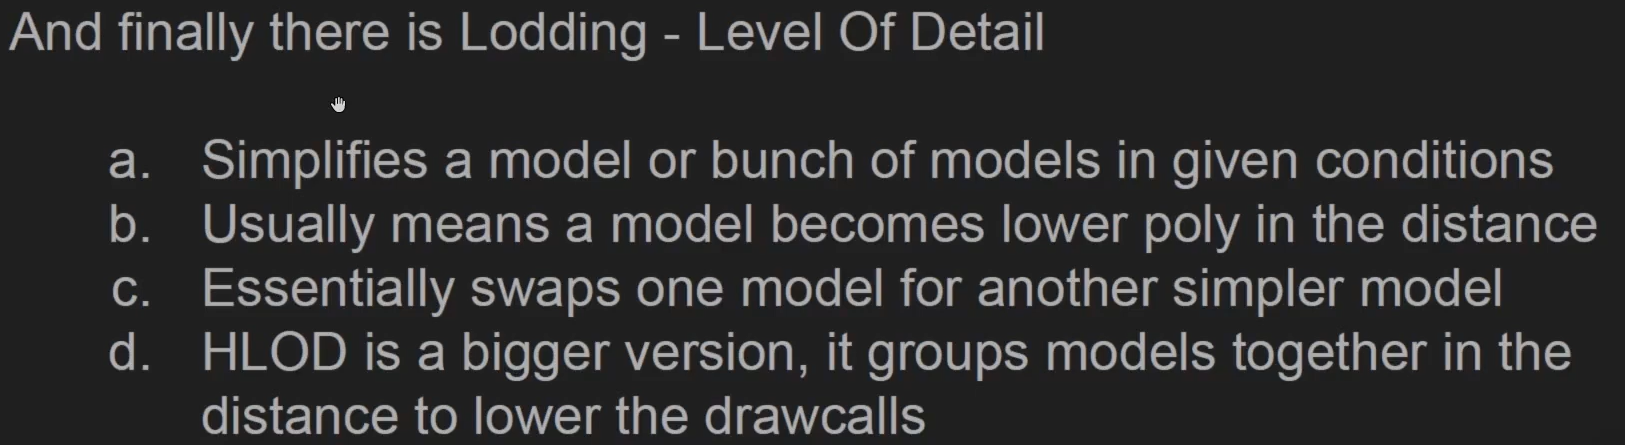 And finally there is Lodding - Level Of Detail
a. Simplifies a model or bunch of models in given conditions
b. Usually means a model becomes lower poly in the distance
c. Essentially swaps one model for another simpler model
d. HLOD is a bigger version, it groups models together in the
distance to lower the drawcalls